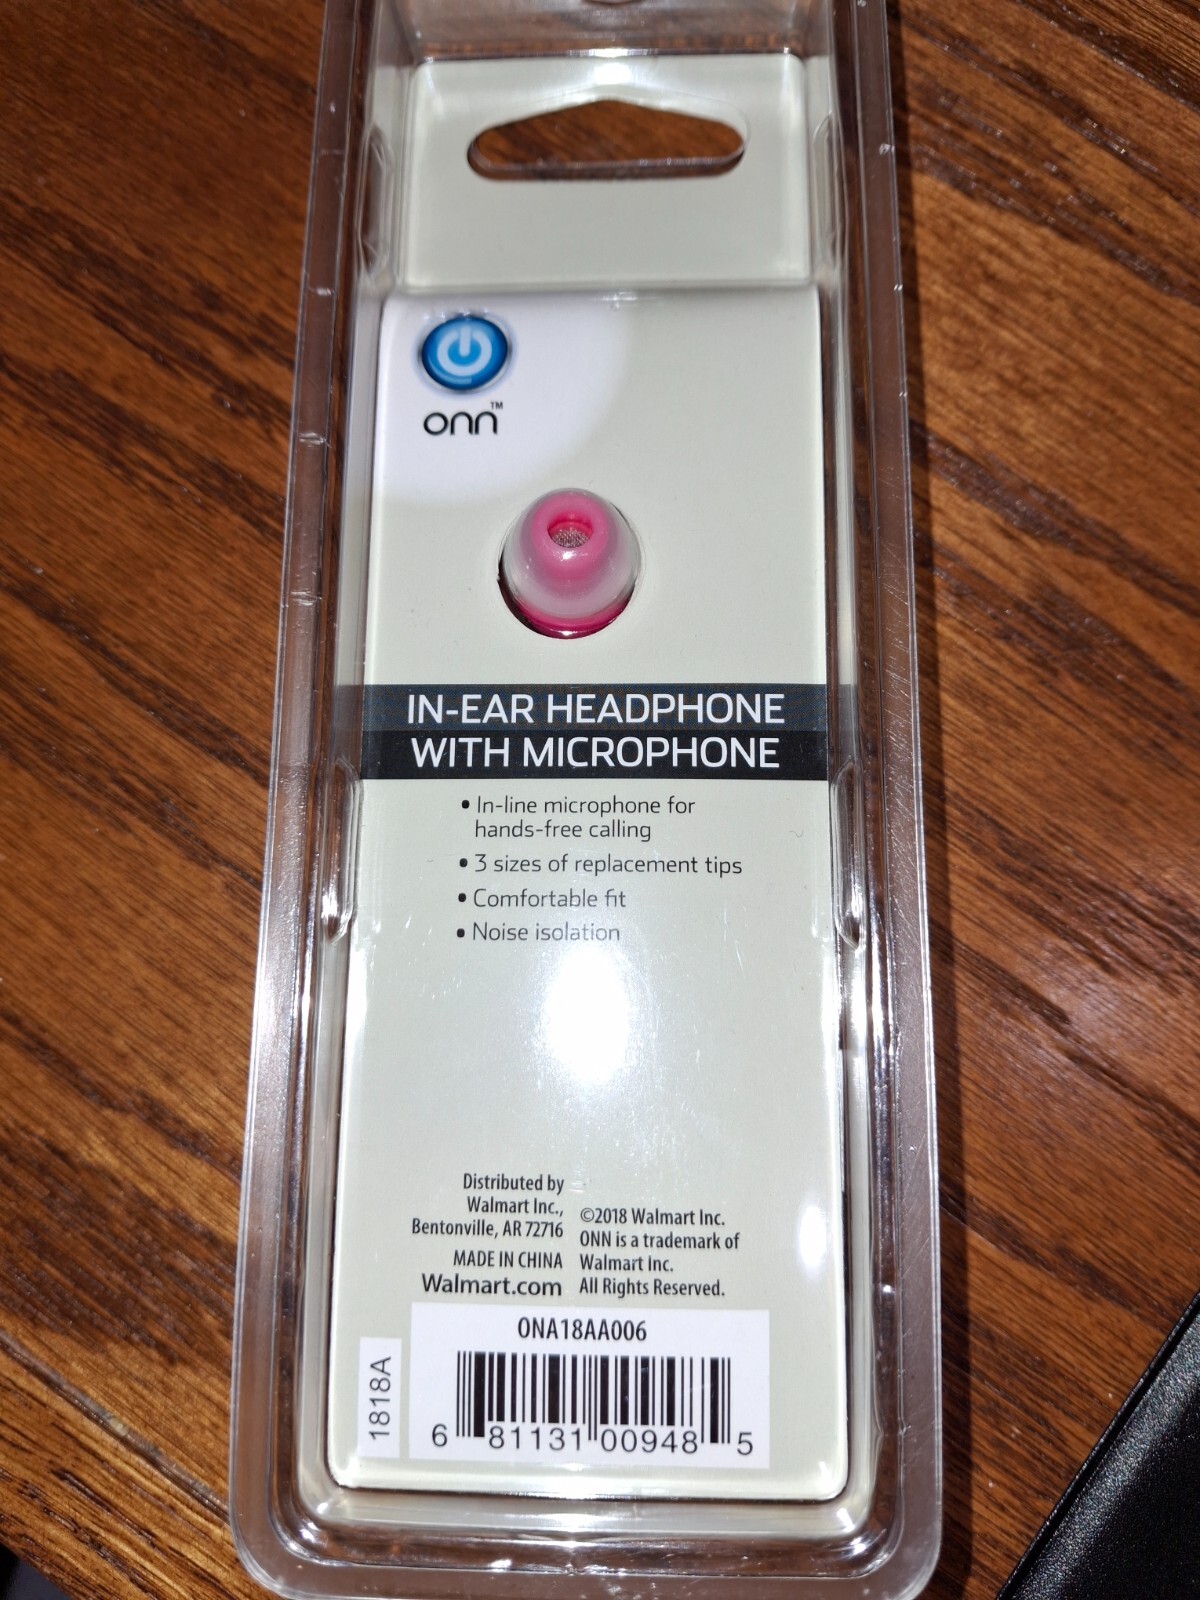 onn™
IN-EAR HEADPHONE
WITH MICROPHONE
• In-line microphone for
hands-free calling
• 3 sizes of replacement tips
• Comfortable fit
• Noise isolation
Distributed by
Walmart Inc.,
Bentonville, AR 72716
MADE IN CHINA
Walmart.com
©2018 Walmart Inc.
ONN is a trademark of
Walmart Inc.
All Rights Reserved.
1818A
ONA18AA006
6 81131 00948 5